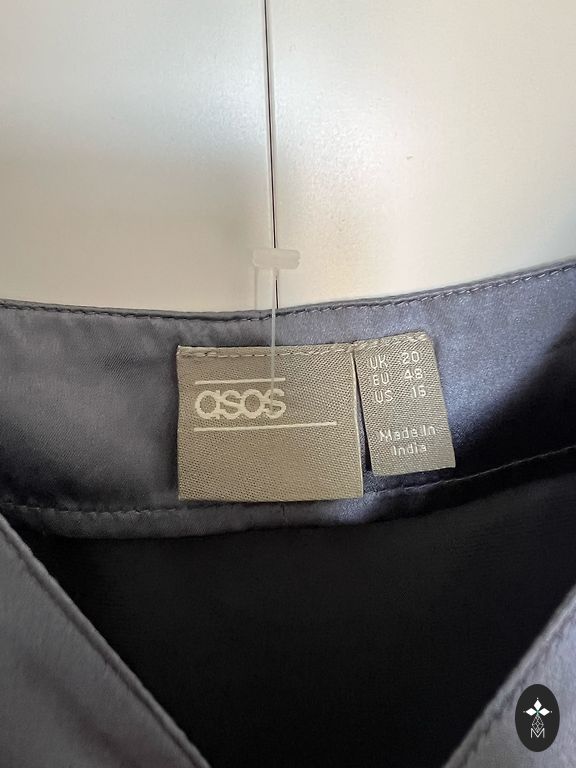 asos
UK 20
EU 48
US 16
Made in
India
M